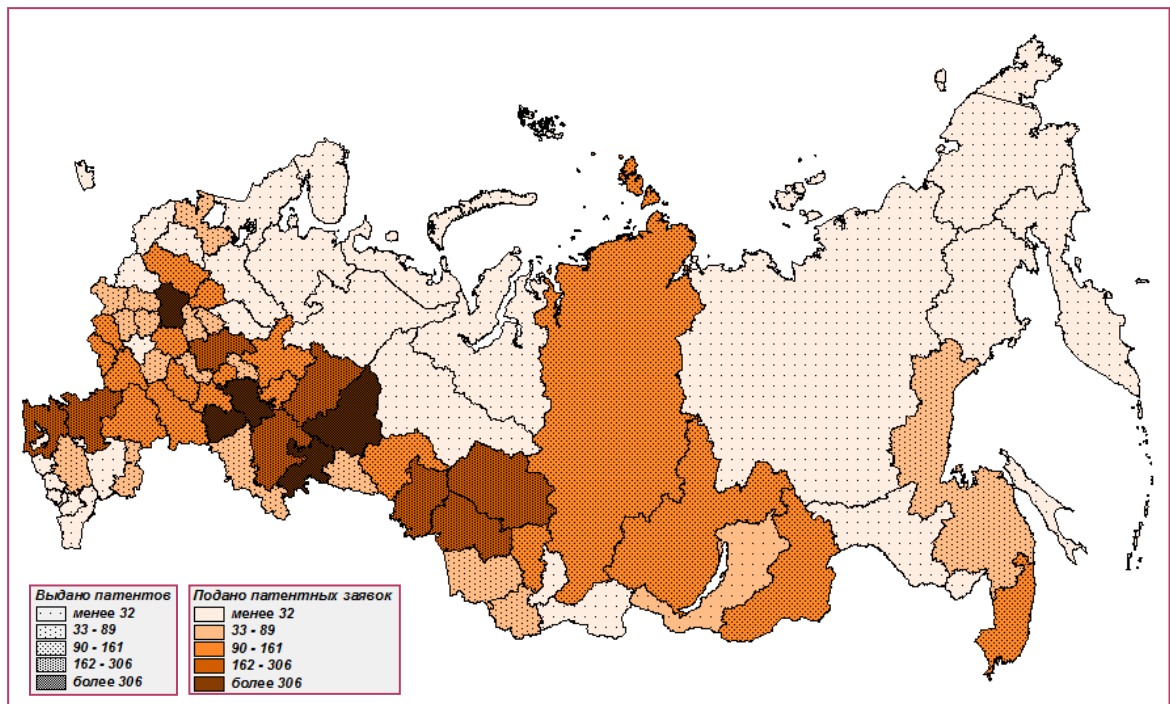 Выдано патентов
менее 32
33 - 89
90 - 161
162 - 306
более 306
Подано патентных заявок
менее 32
33 - 89
90 - 161
162 - 306
более 306